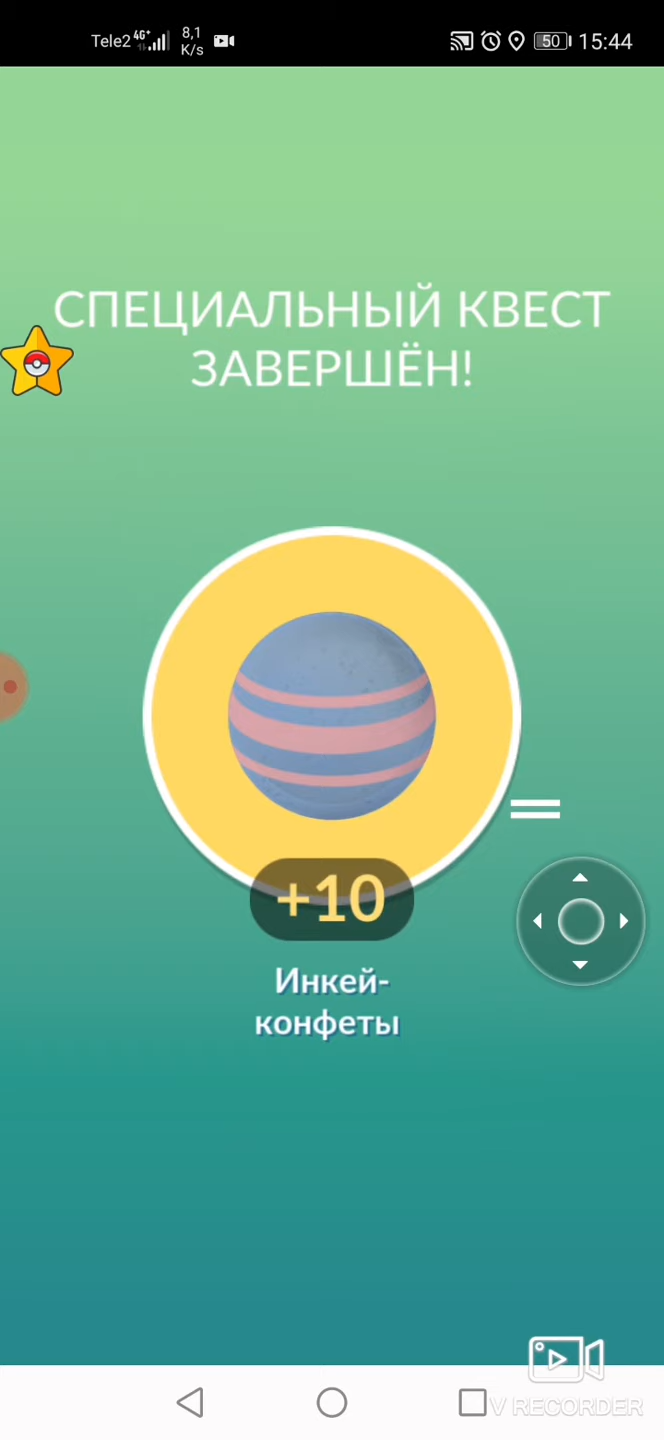 Tele2 4G+ 8,1 K/s 50 15:44
СПЕЦИАЛЬНЫЙ КВЕСТ
ЗАВЕРШЁН!
+10
Инкей-
конфеты
V RECORDER